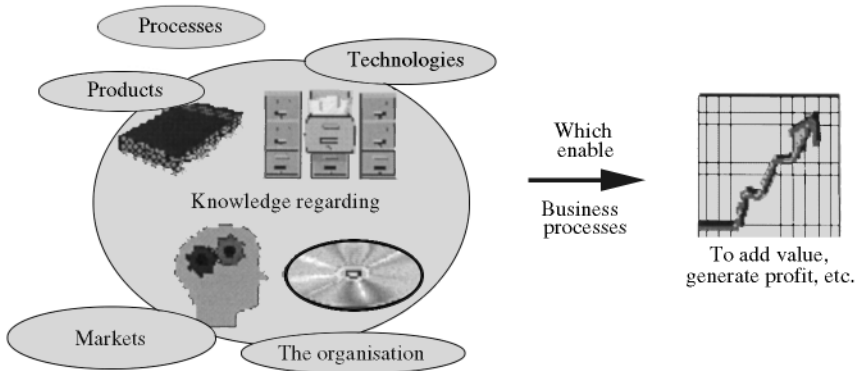 Processes
Technologies
Products
Knowledge regarding
Markets
The organisation
Which
enable
Business
processes
To add value,
generate profit, etc.